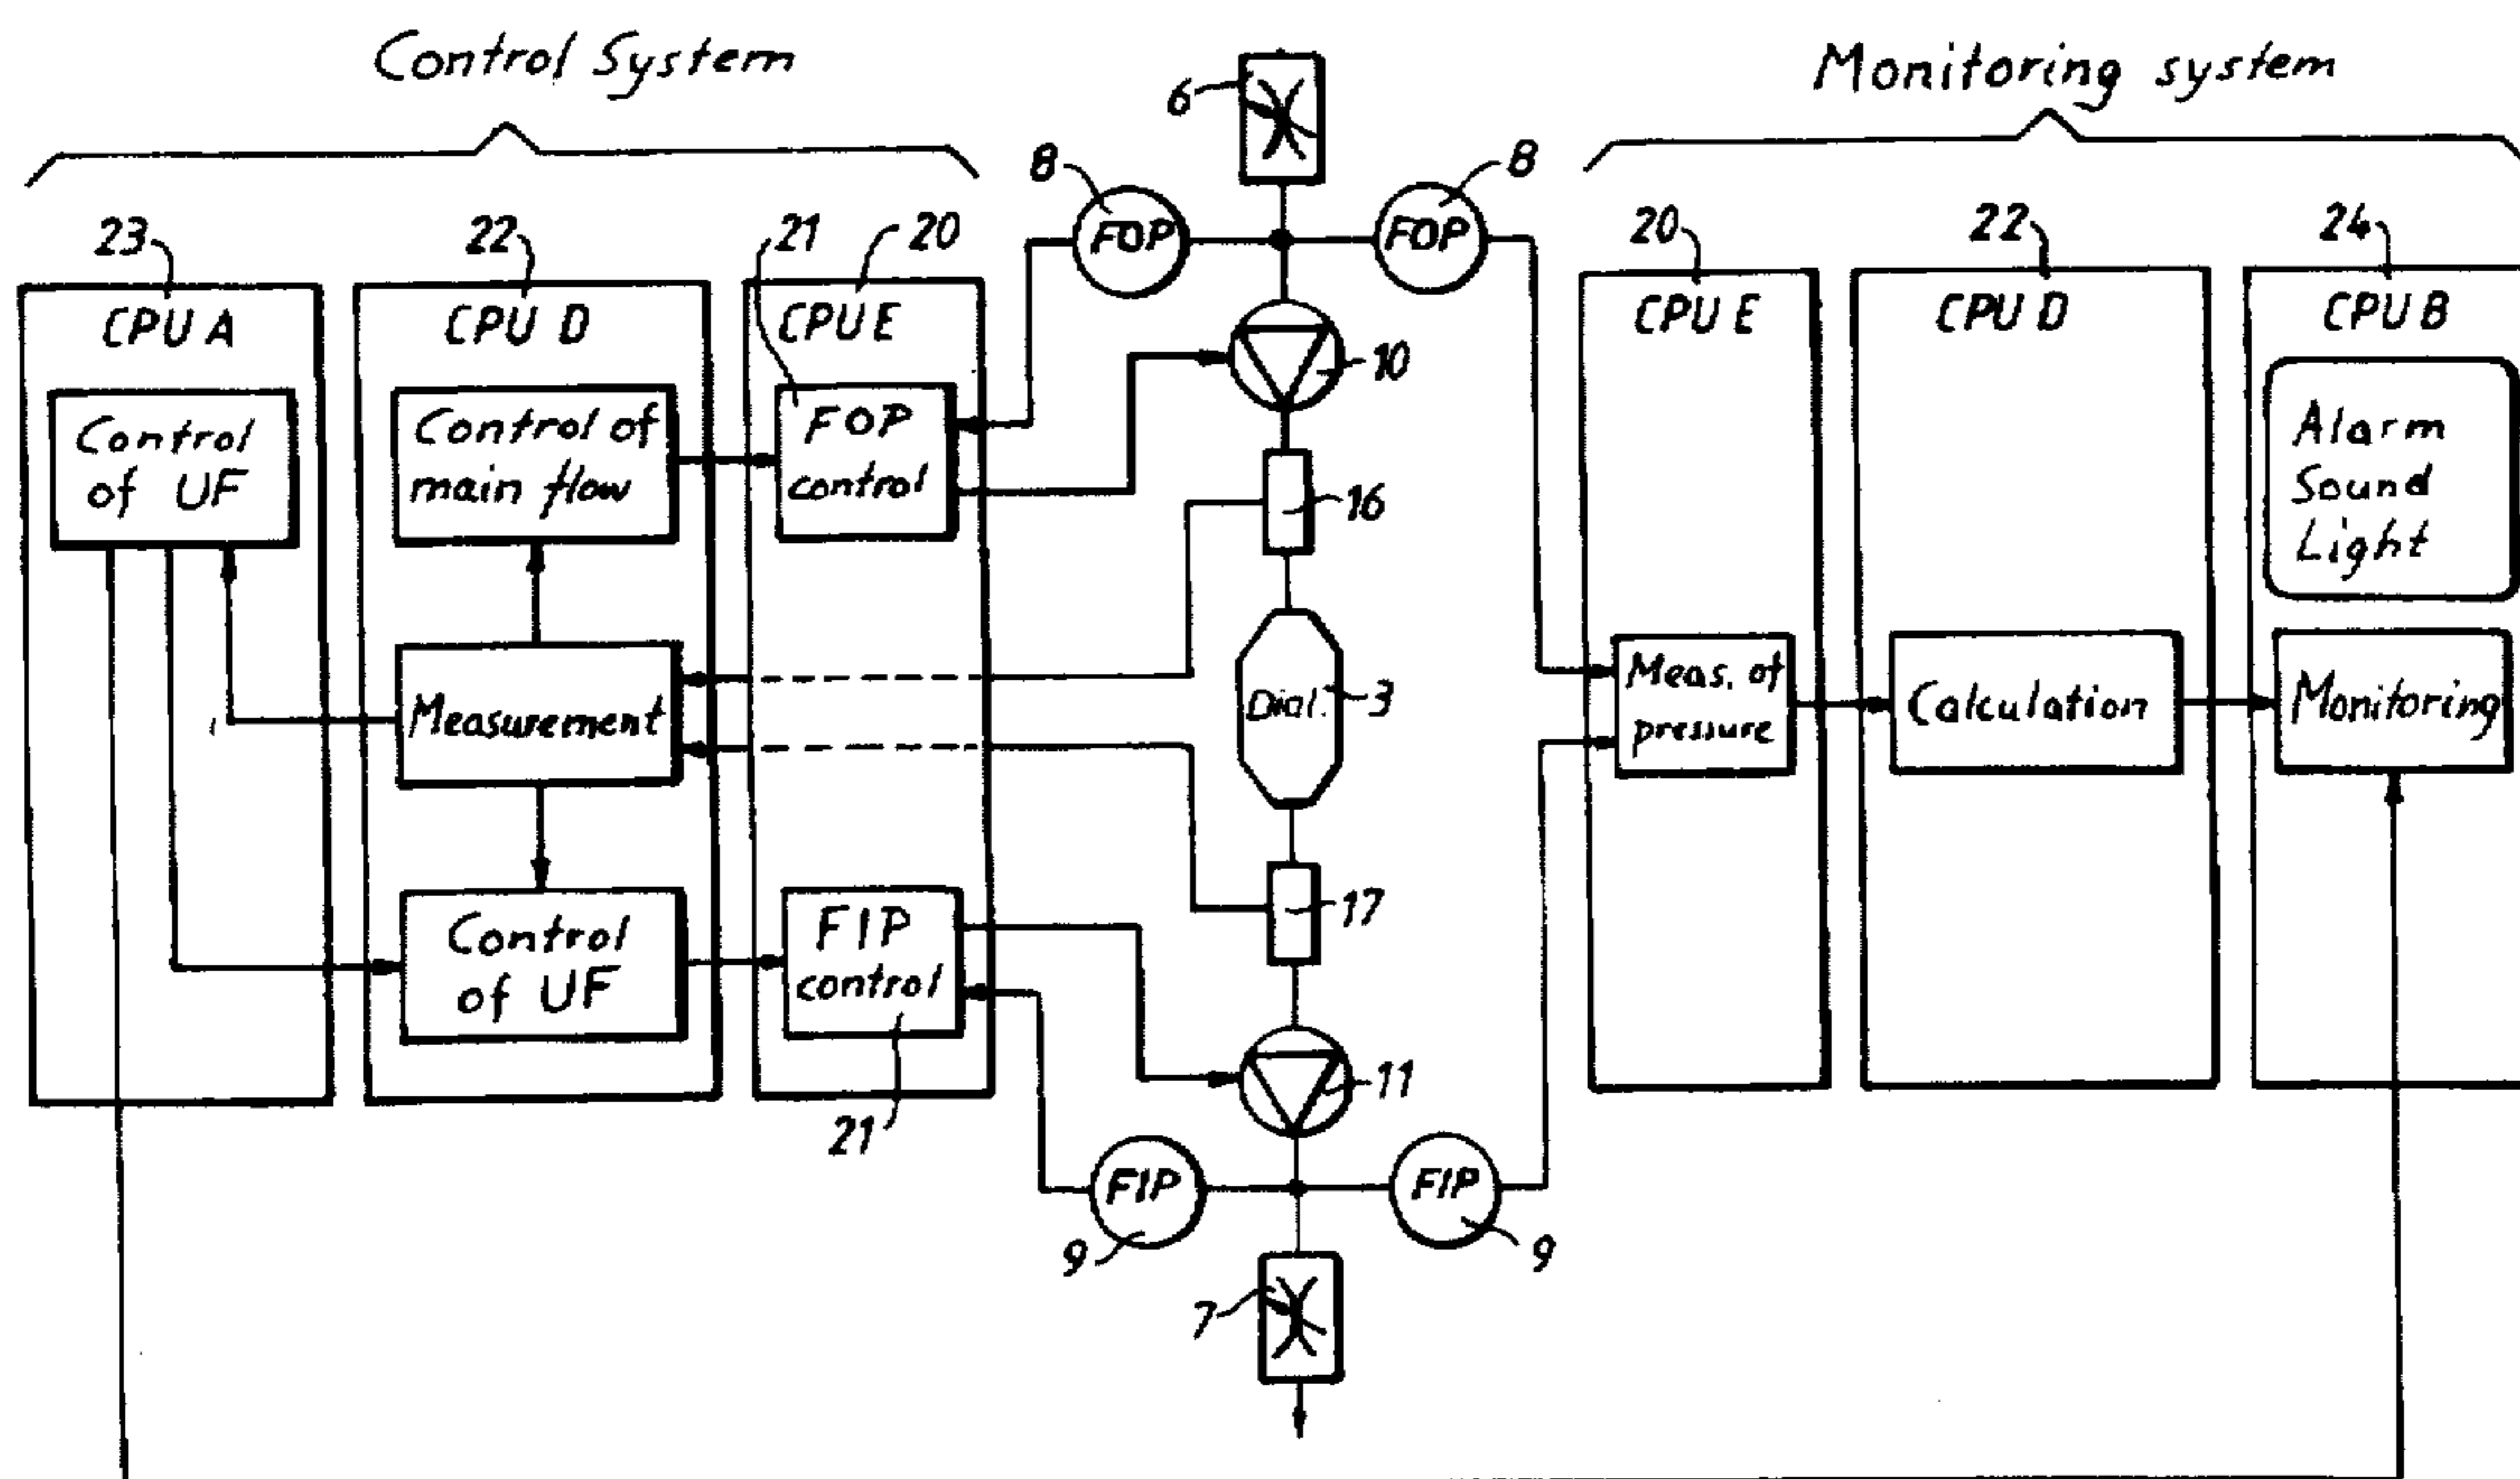 Control System
Monitoring system
6
8
8
FOP
FOP
23
22
21
20
20
22
24
CPU A
CPU D
CPU E
CPU E
CPU D
CPU B
10
Control
of UF
Control of
main flow
FOP
control
Alarm
Sound
Light
16
Measurement
Dial.
3
Meas. of
pressure
Calculation
Monitoring
17
Control
of UF
FIP
control
11
21
FIP
FIP
9
9
7